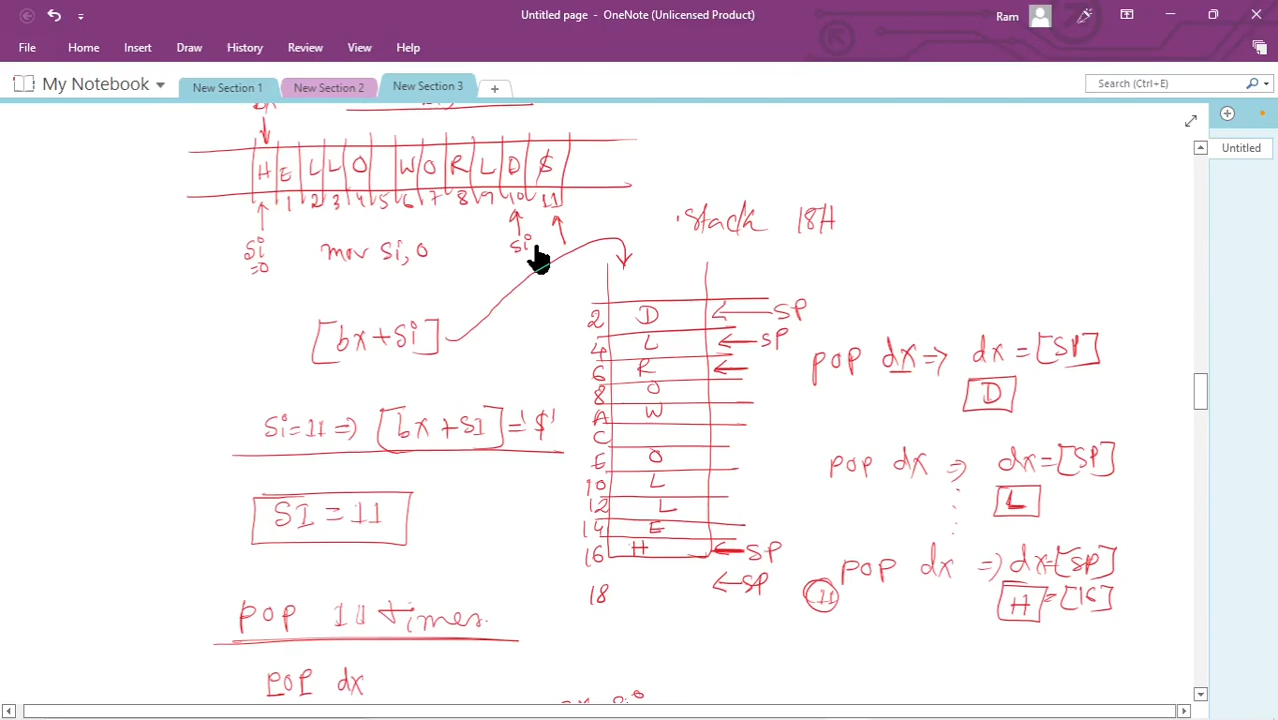 Untitled page - OneNote (Unlicensed Product)
Ram
File Home Insert Draw History Review View Help
My Notebook
New Section 1
New Section 2
New Section 3
Search (Ctrl+E)
Untitled
H E L L O W O R L D $
1 2 3 4 5 6 7 8 9 10 11
si
=0
mov si, 0
si
.stack 18H
[bx+si]
2 D SP
4 L SP
6 R
8 O
A W
C
E O
10 L
12 L
14 E
16 H SP
18 SP
pop dx => dx = [SP]
D
pop dx => dx = [SP]
L
11 pop dx => dx = [SP]
H = [16]
si = 11 => [bx + SI] = '$'
SI = 11
pop 11 times.
pop dx